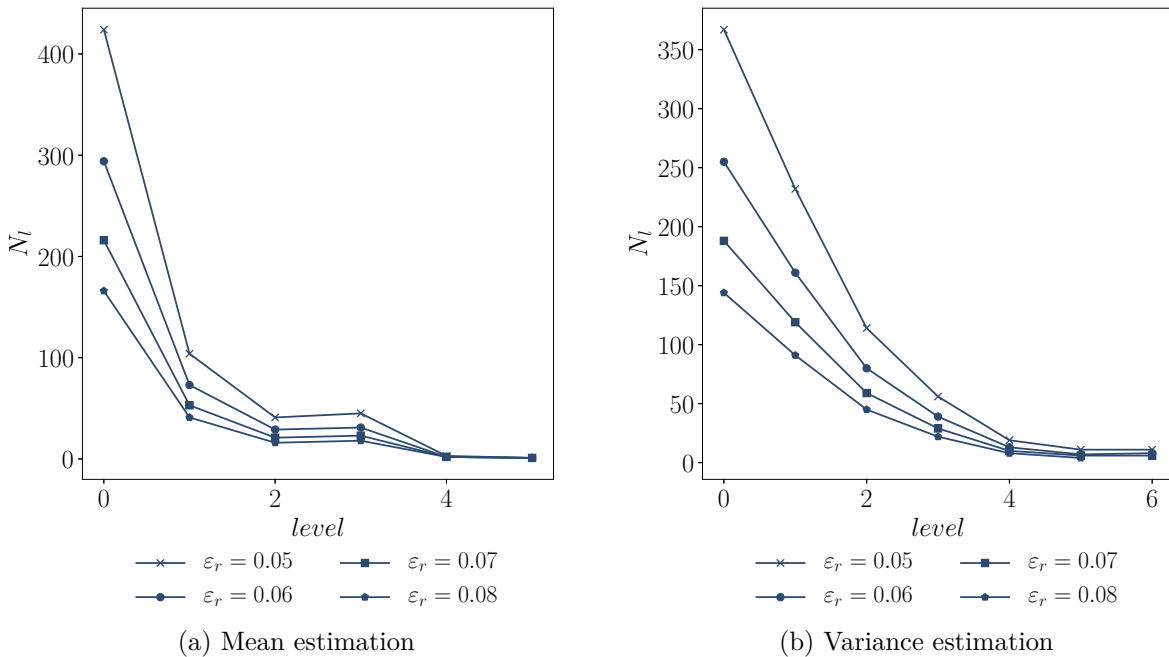 400
300
200
100
0
N_l
0 2 4
level
ε_r = 0.05
ε_r = 0.07
ε_r = 0.06
ε_r = 0.08
(a) Mean estimation
350
300
250
200
150
100
50
0
N_l
0 2 4 6
level
ε_r = 0.05
ε_r = 0.07
ε_r = 0.06
ε_r = 0.08
(b) Variance estimation